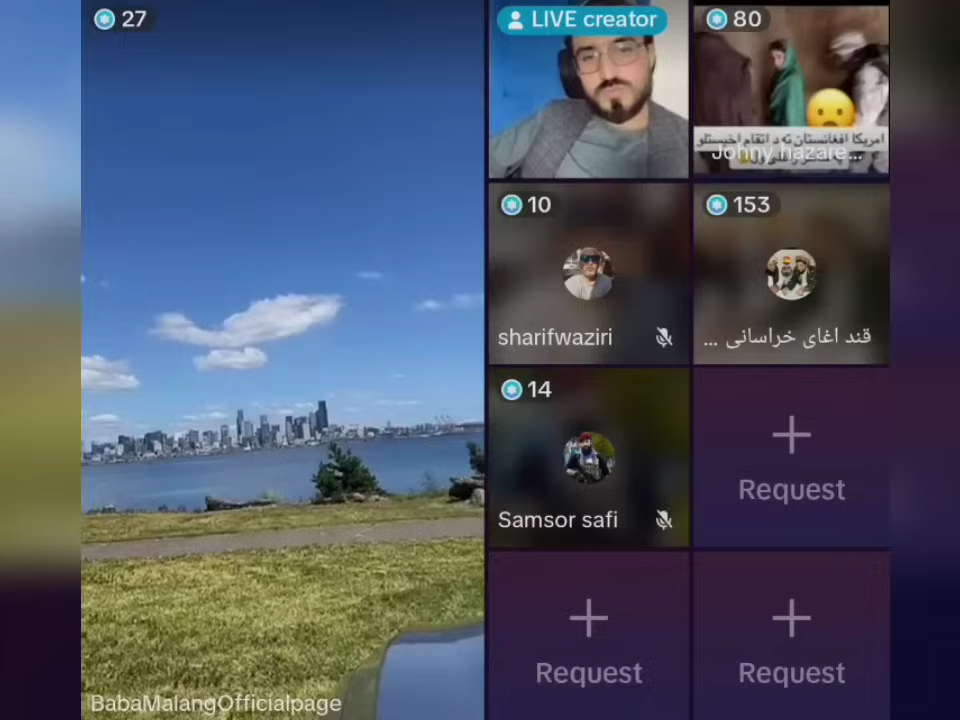 27
LIVE creator
80
امریکا افغانستان ته د انتقام اخیستلو
Johny hazare...
10
153
sharifwaziri
قند اغای خراسانی ...
14
Samsor safi
Request
Request
Request
BabaMalangOfficialpage